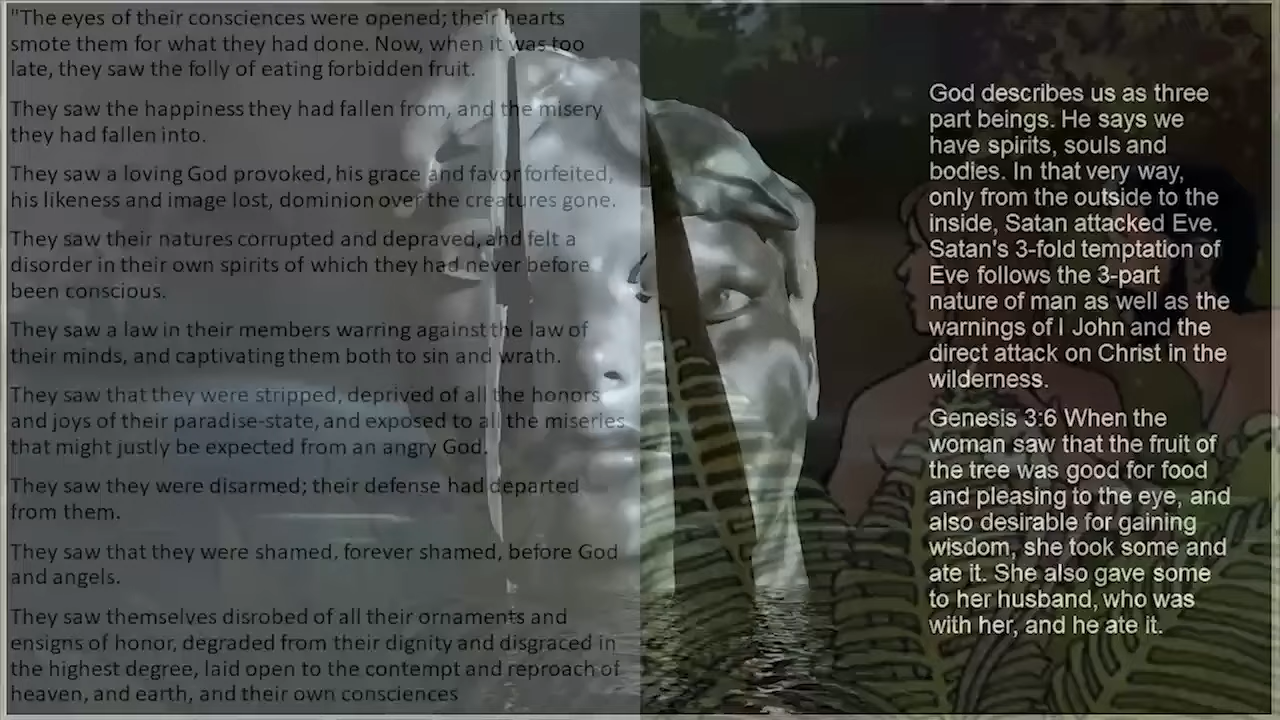 "The eyes of their consciences were opened; their hearts
smote them for what they had done. Now, when it was too
late, they saw the folly of eating forbidden fruit.
They saw the happiness they had fallen from, and the misery
they had fallen into.
They saw a loving God provoked, his grace and favor forfeited,
his likeness and image lost, dominion over the creatures gone.
They saw their natures corrupted and depraved, and felt a
disorder in their own spirits of which they had never before
been conscious.
They saw a law in their members warring against the law of
their minds, and captivating them both to sin and wrath.
They saw that they were stripped, deprived of all the honors
and joys of their paradise-state, and exposed to all the miseries
that might justly be expected from an angry God.
They saw they were disarmed; their defense had departed
from them.
They saw that they were shamed, forever shamed, before God
and angels.
They saw themselves disrobed of all their ornaments and
ensigns of honor, degraded from their dignity and disgraced in
the highest degree, laid open to the contempt and reproach of
heaven, and earth, and their own consciences
God describes us as three
part beings. He says we
have spirits, souls and
bodies. In that very way,
only from the outside to the
inside, Satan attacked Eve.
Satan's 3-fold temptation of
Eve follows the 3-part
nature of man as well as the
warnings of I John and the
direct attack on Christ in the
wilderness.
Genesis 3:6 When the
woman saw that the fruit of
the tree was good for food
and pleasing to the eye, and
also desirable for gaining
wisdom, she took some and
ate it. She also gave some
to her husband, who was
with her, and he ate it.